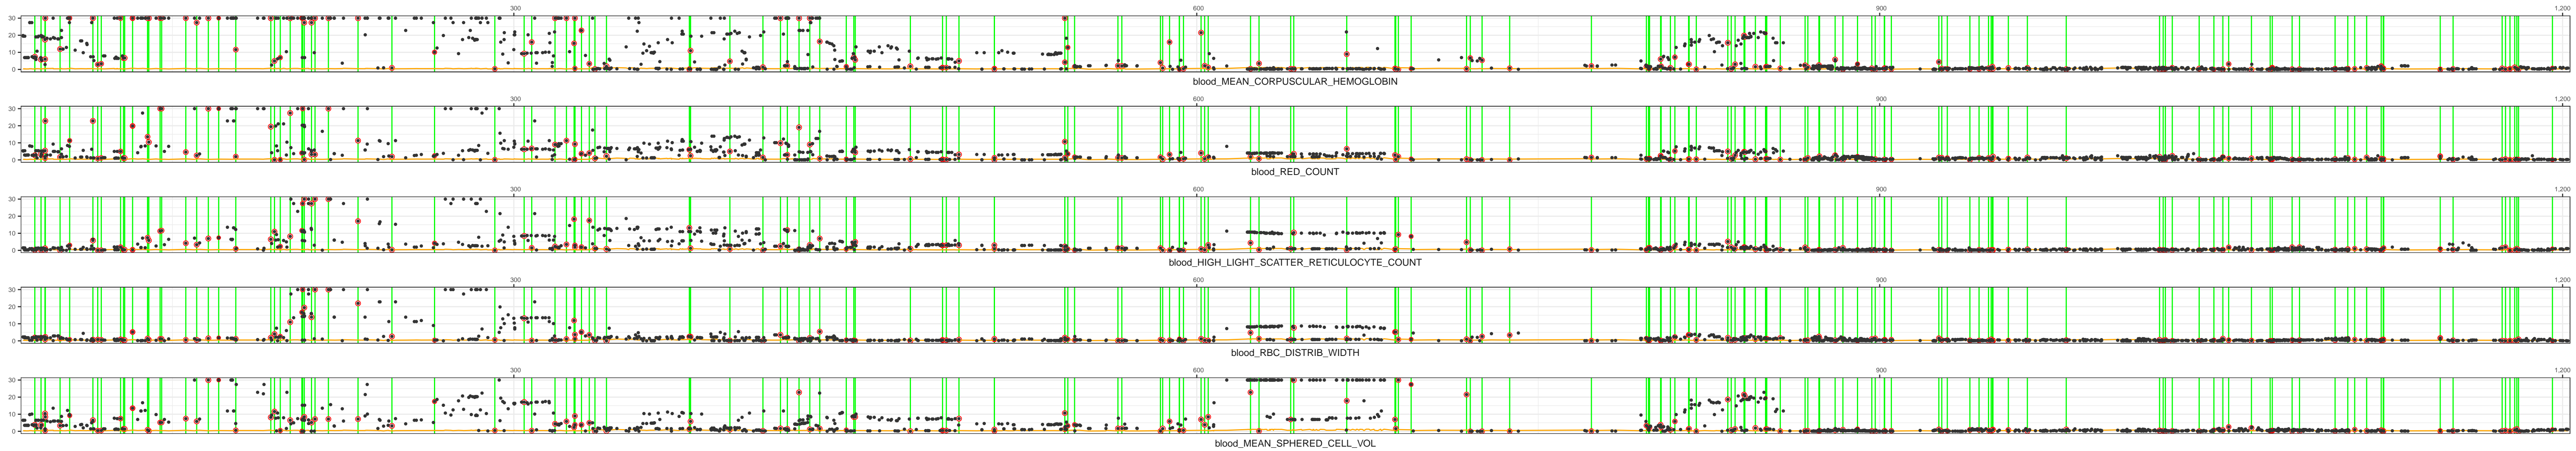 300 600 900 1,200
30
20
10
0
blood_MEAN_CORPUSCULAR_HEMOGLOBIN
300 600 900 1,200
30
20
10
0
blood_RED_COUNT
300 600 900 1,200
30
20
10
0
blood_HIGH_LIGHT_SCATTER_RETICULOCYTE_COUNT
300 600 900 1,200
30
20
10
0
blood_RBC_DISTRIB_WIDTH
300 600 900 1,200
30
20
10
0
blood_MEAN_SPHERED_CELL_VOL